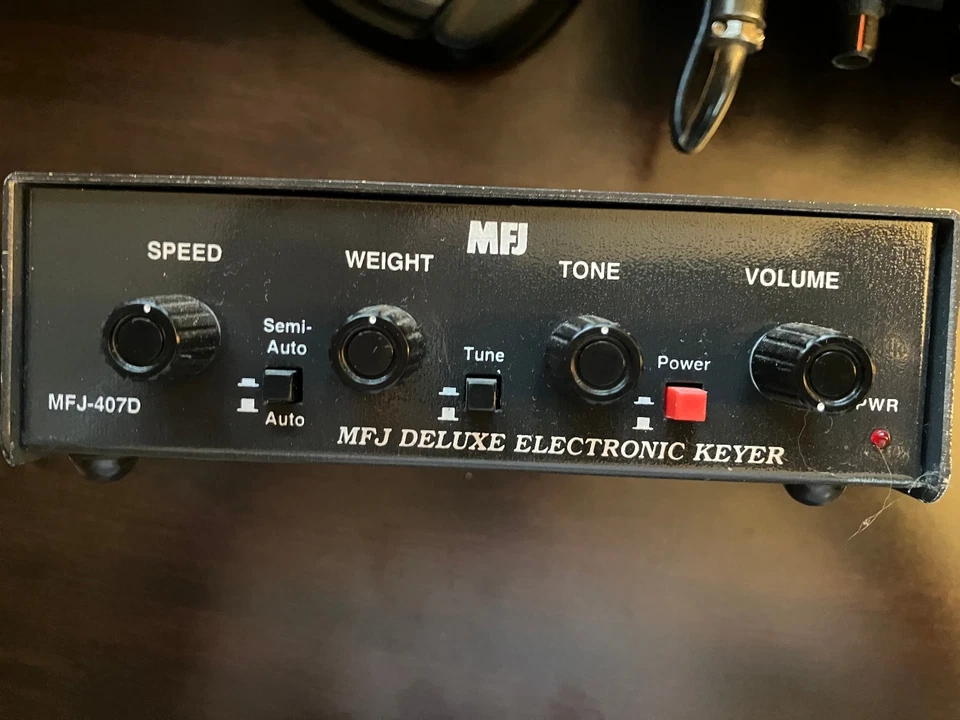 MFJ
SPEED
WEIGHT
TONE
VOLUME
Semi-
Auto
Tune
Power
MFJ-407D
Auto
PWR
MFJ DELUXE ELECTRONIC KEYER